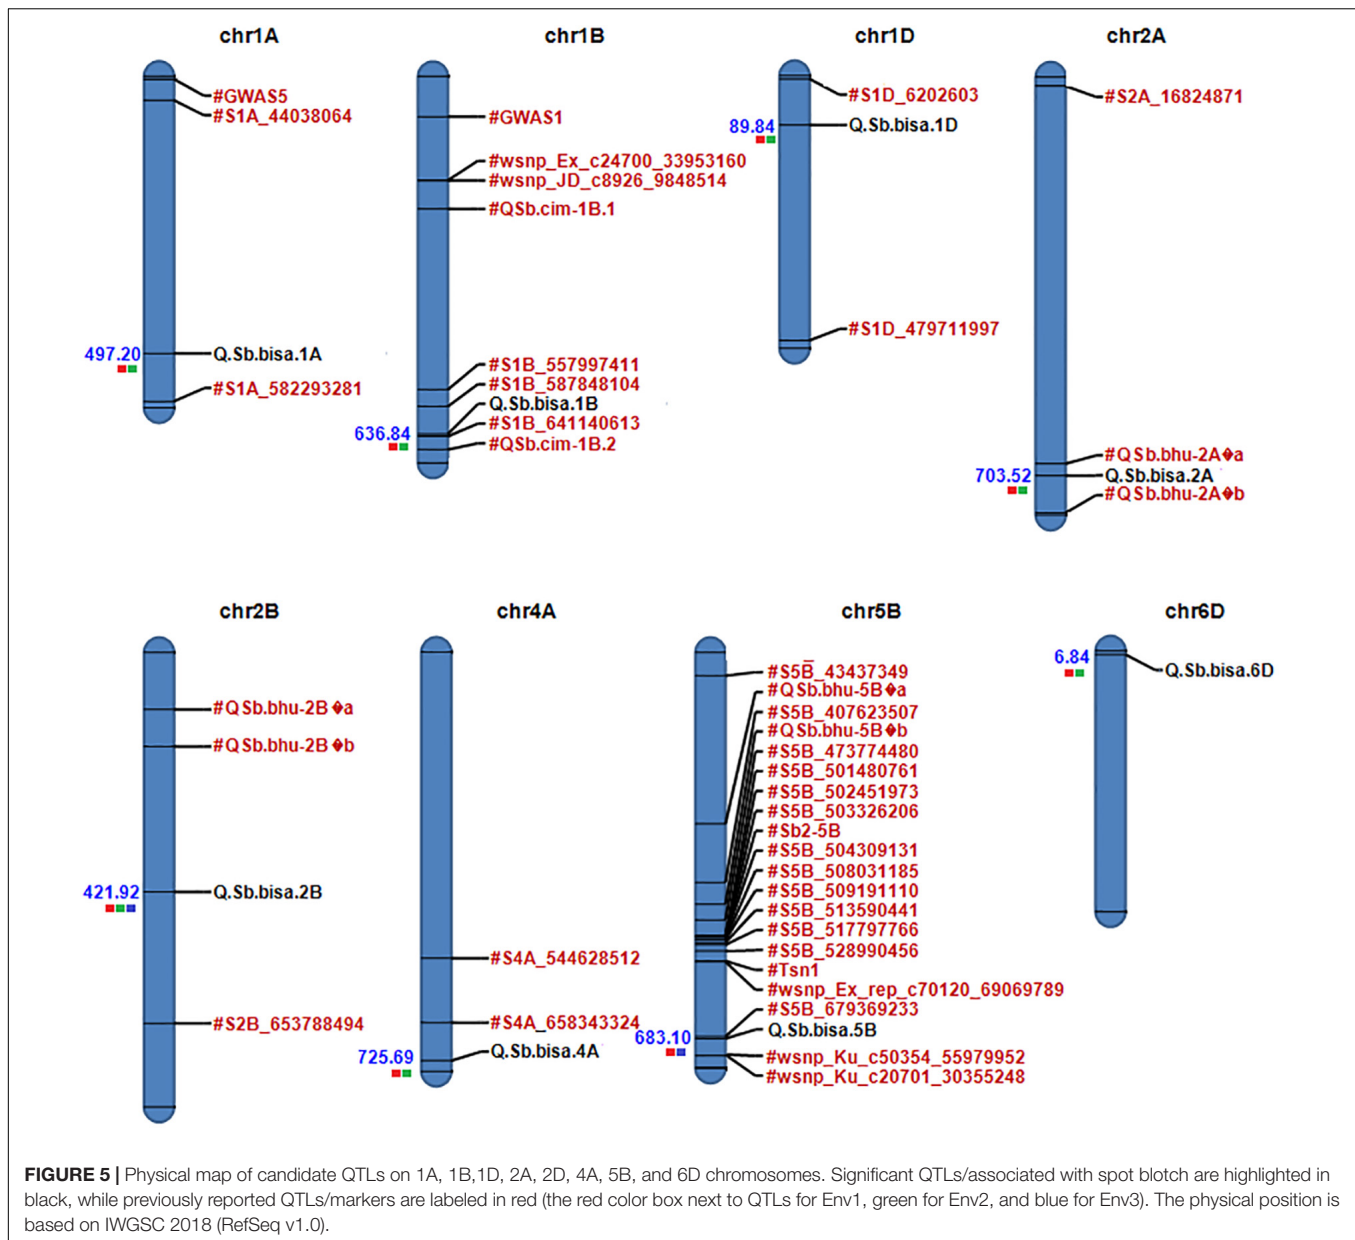 chr1A
#GWAS5
#S1A_44038064
497.20
Q.Sb.bisa.1A
#S1A_582293281
chr1B
#GWAS1
#wsnp_Ex_c24700_33953160
#wsnp_JD_c8926_9848514
#QSb.cim-1B.1
#S1B_557997411
#S1B_587848104
Q.Sb.bisa.1B
636.84
#S1B_641140613
#QSb.cim-1B.2
chr1D
#S1D_6202603
89.84
Q.Sb.bisa.1D
#S1D_479711997
chr2A
#S2A_16824871
#QSb.bhu-2A�a
703.52
Q.Sb.bisa.2A
#QSb.bhu-2A�b
chr2B
#QSb.bhu-2B�a
#QSb.bhu-2B�b
421.92
Q.Sb.bisa.2B
#S2B_653788494
chr4A
#S4A_544628512
#S4A_658343324
725.69
Q.Sb.bisa.4A
chr5B
#S5B_43437349
#QSb.bhu-5B�a
#S5B_407623507
#QSb.bhu-5B�b
#S5B_473774480
#S5B_501480761
#S5B_502451973
#S5B_503326206
#Sb2-5B
#S5B_504309131
#S5B_508031185
#S5B_509191110
#S5B_513590441
#S5B_517797766
#S5B_528990456
#Tsn1
#wsnp_Ex_rep_c70120_69069789
#S5B_679369233
683.10
Q.Sb.bisa.5B
#wsnp_Ku_c50354_55979952
#wsnp_Ku_c20701_30355248
chr6D
6.84
Q.Sb.bisa.6D
FIGURE 5 | Physical map of candidate QTLs on 1A, 1B,1D, 2A, 2D, 4A, 5B, and 6D chromosomes. Significant QTLs/associated with spot blotch are highlighted in
black, while previously reported QTLs/markers are labeled in red (the red color box next to QTLs for Env1, green for Env2, and blue for Env3). The physical position is
based on IWGSC 2018 (RefSeq v1.0).